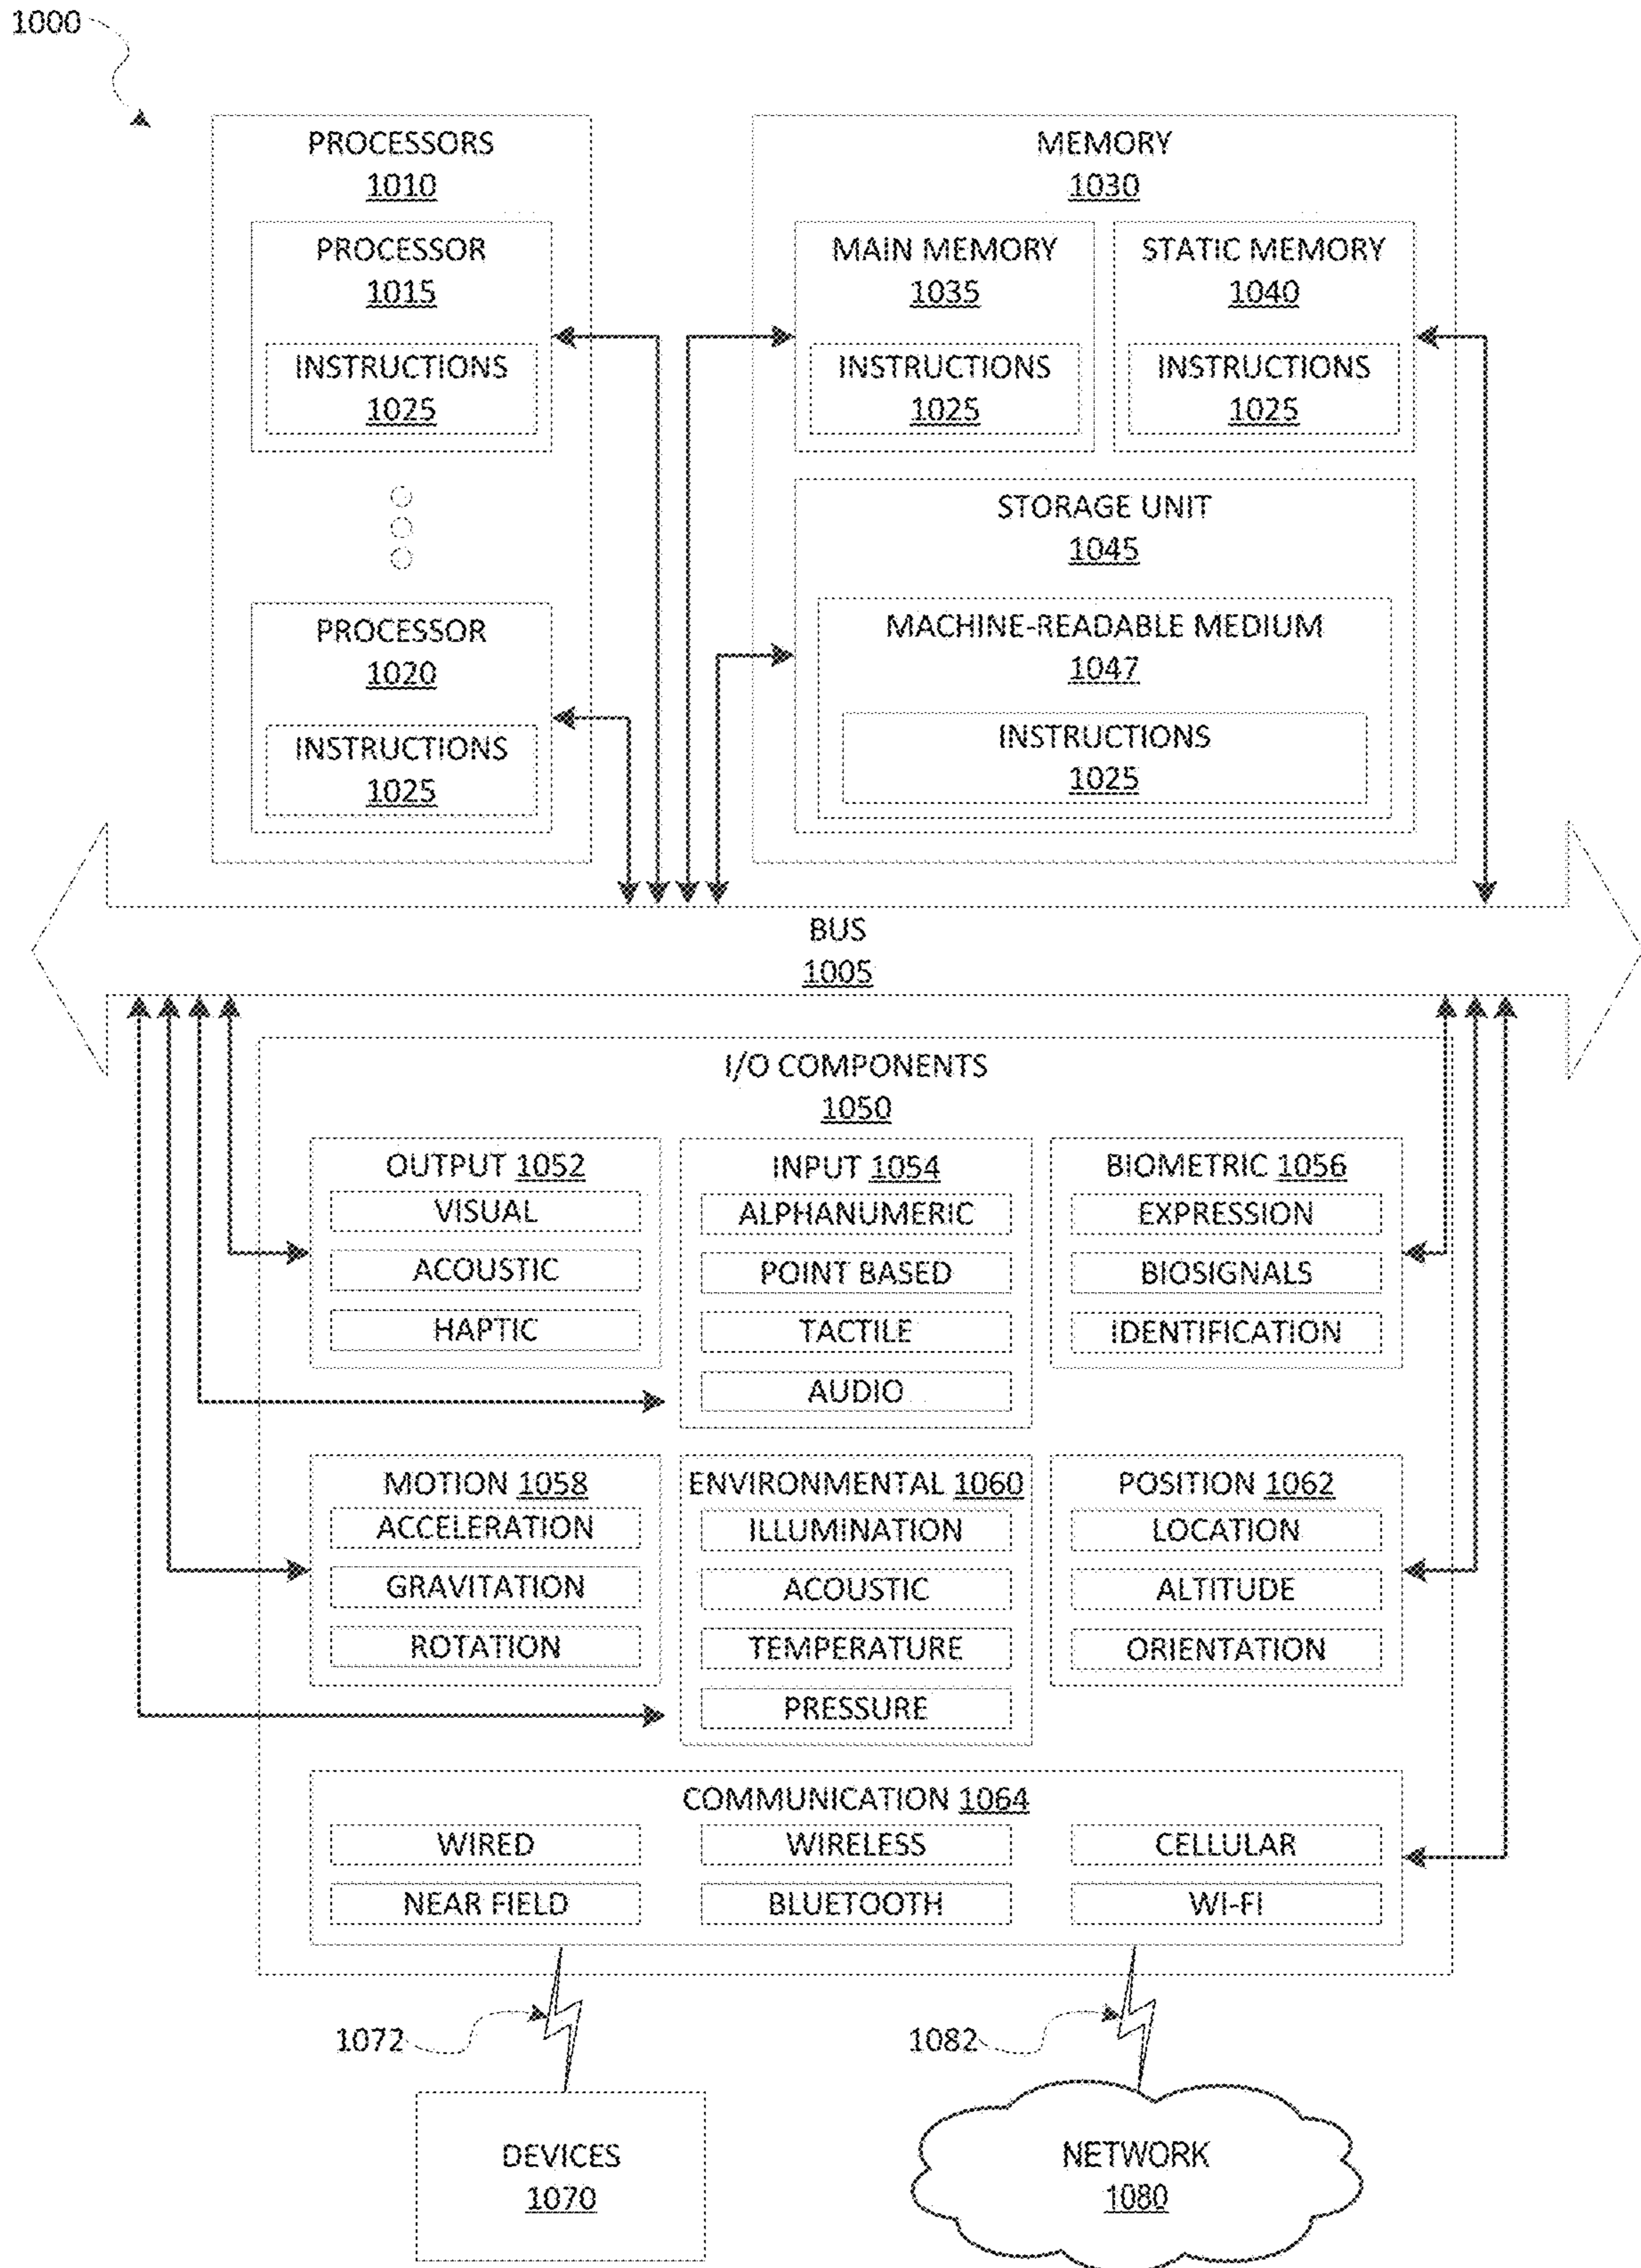 1000
PROCESSORS
1010
PROCESSOR
1015
INSTRUCTIONS
1025
PROCESSOR
1020
INSTRUCTIONS
1025
MEMORY
1030
MAIN MEMORY
1035
INSTRUCTIONS
1025
STATIC MEMORY
1040
INSTRUCTIONS
1025
STORAGE UNIT
1045
MACHINE-READABLE MEDIUM
1047
INSTRUCTIONS
1025
BUS
1005
I/O COMPONENTS
1050
OUTPUT 1052
VISUAL
ACOUSTIC
HAPTIC
INPUT 1054
ALPHANUMERIC
POINT BASED
TACTILE
AUDIO
BIOMETRIC 1056
EXPRESSION
BIOSIGNALS
IDENTIFICATION
MOTION 1058
ACCELERATION
GRAVITATION
ROTATION
ENVIRONMENTAL 1060
ILLUMINATION
ACOUSTIC
TEMPERATURE
PRESSURE
POSITION 1062
LOCATION
ALTITUDE
ORIENTATION
COMMUNICATION 1064
WIRED
WIRELESS
CELLULAR
NEAR FIELD
BLUETOOTH
WI-FI
1072
1082
DEVICES
1070
NETWORK
1080